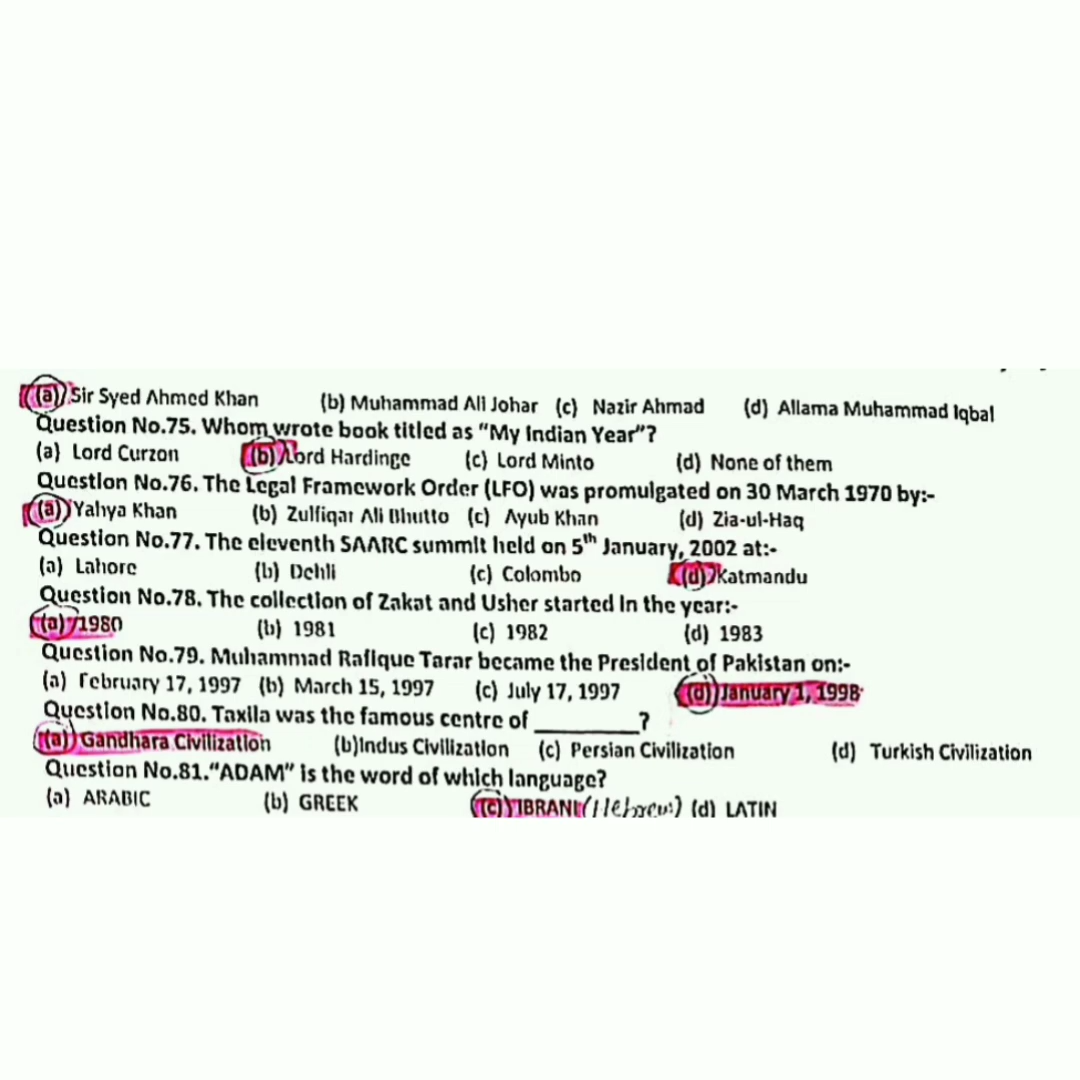 (a) Sir Syed Ahmed Khan (b) Muhammad Ali Johar (c) Nazir Ahmad (d) Allama Muhammad Iqbal
Question No.75. Whom wrote book titled as "My Indian Year"?
(a) Lord Curzon (b) Lord Hardinge (c) Lord Minto (d) None of them
Question No.76. The Legal Framework Order (LFO) was promulgated on 30 March 1970 by:-
(a) Yahya Khan (b) Zulfiqar Ali Bhutto (c) Ayub Khan (d) Zia-ul-Haq
Question No.77. The eleventh SAARC summit held on 5th January, 2002 at:-
(a) Lahore (b) Dehli (c) Colombo (d) Katmandu
Question No.78. The collection of Zakat and Usher started In the year:-
(a) 1980 (b) 1981 (c) 1982 (d) 1983
Question No.79. Muhammad Rafique Tarar became the President of Pakistan on:-
(a) February 17, 1997 (b) March 15, 1997 (c) July 17, 1997 (d) January 1, 1998
Question No.80. Taxila was the famous centre of __________?
(a) Gandhara Civilization (b)Indus Civilization (c) Persian Civilization (d) Turkish Civilization
Question No.81."ADAM" is the word of which language?
(a) ARABIC (b) GREEK (c) IBRANI (Hebrew) (d) LATIN